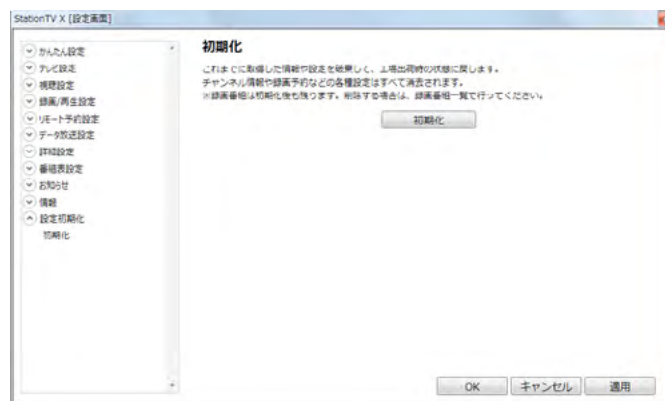 StationTV X [設定画面]
かんたん設定
テレビ設定
視聴設定
録画/再生設定
リモート予約設定
データ放送設定
詳細設定
番組表設定
お知らせ
情報
設定初期化
初期化
初期化
これまでに取得した情報や設定を破棄しく、工場出荷時の状態に戻します。
チャンネル情報や録画予約などの各種設定はすべて消去されます。
※録画番組は初期化後も残ります。削除する場合は、録画番組一覧で行ってください。
初期化
OK
キャンセル
適用